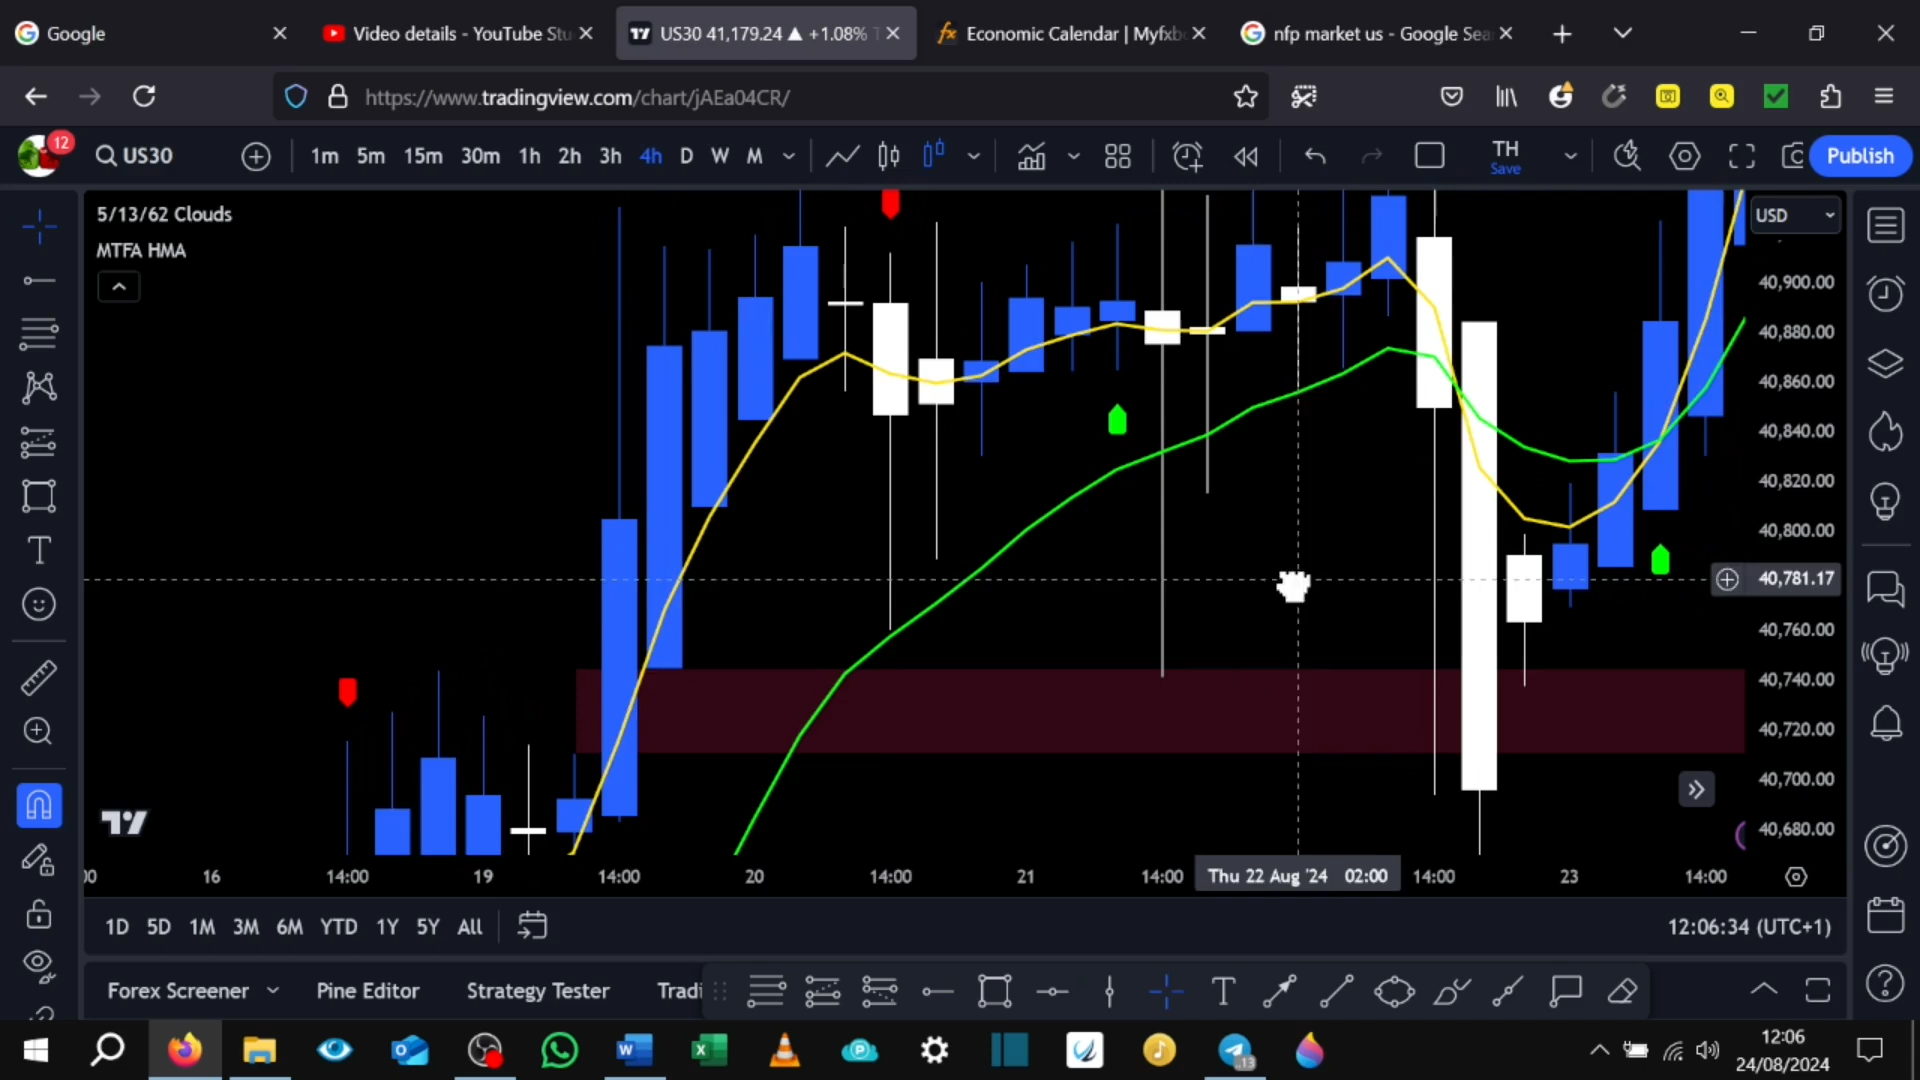 Google
Video details - YouTube Stu
US30 41,179.24 ▲ +1.08% T
Economic Calendar | Myfxb
nfp market us - Google Sea
https://www.tradingview.com/chart/jAEa04CR/
12
US30
1m 5m 15m 30m 1h 2h 3h 4h D W M
TH
Save
Publish
5/13/62 Clouds
MTFA HMA
USD
40,900.00
40,880.00
40,860.00
40,840.00
40,820.00
40,800.00
40,781.17
40,760.00
40,740.00
40,720.00
40,700.00
40,680.00
00 16 14:00 19 14:00 20 14:00 21 14:00 Thu 22 Aug '24 02:00 14:00 23 14:00
1D 5D 1M 3M 6M YTD 1Y 5Y All
12:06:34 (UTC+1)
Forex Screener Pine Editor Strategy Tester Tradi
12:06
24/08/2024
13